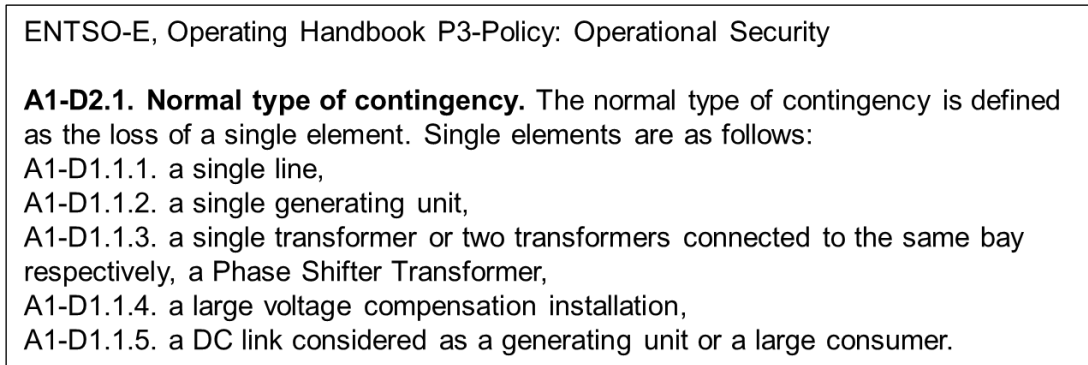 ENTSO-E, Operating Handbook P3-Policy: Operational Security
A1-D2.1. Normal type of contingency. The normal type of contingency is defined
as the loss of a single element. Single elements are as follows:
A1-D1.1.1. a single line,
A1-D1.1.2. a single generating unit,
A1-D1.1.3. a single transformer or two transformers connected to the same bay
respectively, a Phase Shifter Transformer,
A1-D1.1.4. a large voltage compensation installation,
A1-D1.1.5. a DC link considered as a generating unit or a large consumer.